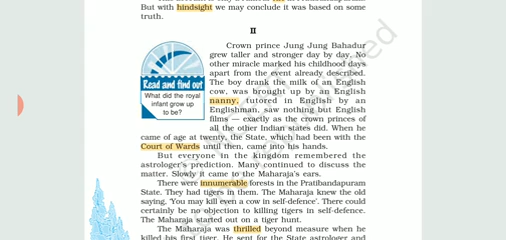 But with hindsight we may conclude it was based on some
truth.
II
Read and find out
What did the royal
infant grow up
to be?
Crown prince Jung Jung Bahadur
grew taller and stronger day by day. No
other miracle marked his childhood days
apart from the event already described.
The boy drank the milk of an English
cow, was brought up by an English
nanny, tutored in English by an
Englishman, saw nothing but English
films — exactly as the crown princes of
all the other Indian states did. When he
came of age at twenty, the State, which had been with the
Court of Wards until then, came into his hands.
But everyone in the kingdom remembered the
astrologer's prediction. Many continued to discuss the
matter. Slowly it came to the Maharaja's ears.
There were innumerable forests in the Pratibandapuram
State. They had tigers in them. The Maharaja knew the old
saying, 'You may kill even a cow in self-defence'. There could
certainly be no objection to killing tigers in self-defence.
The Maharaja started out on a tiger hunt.
The Maharaja was thrilled beyond measure when he
killed his first tiger. He sent for the State astrologer and